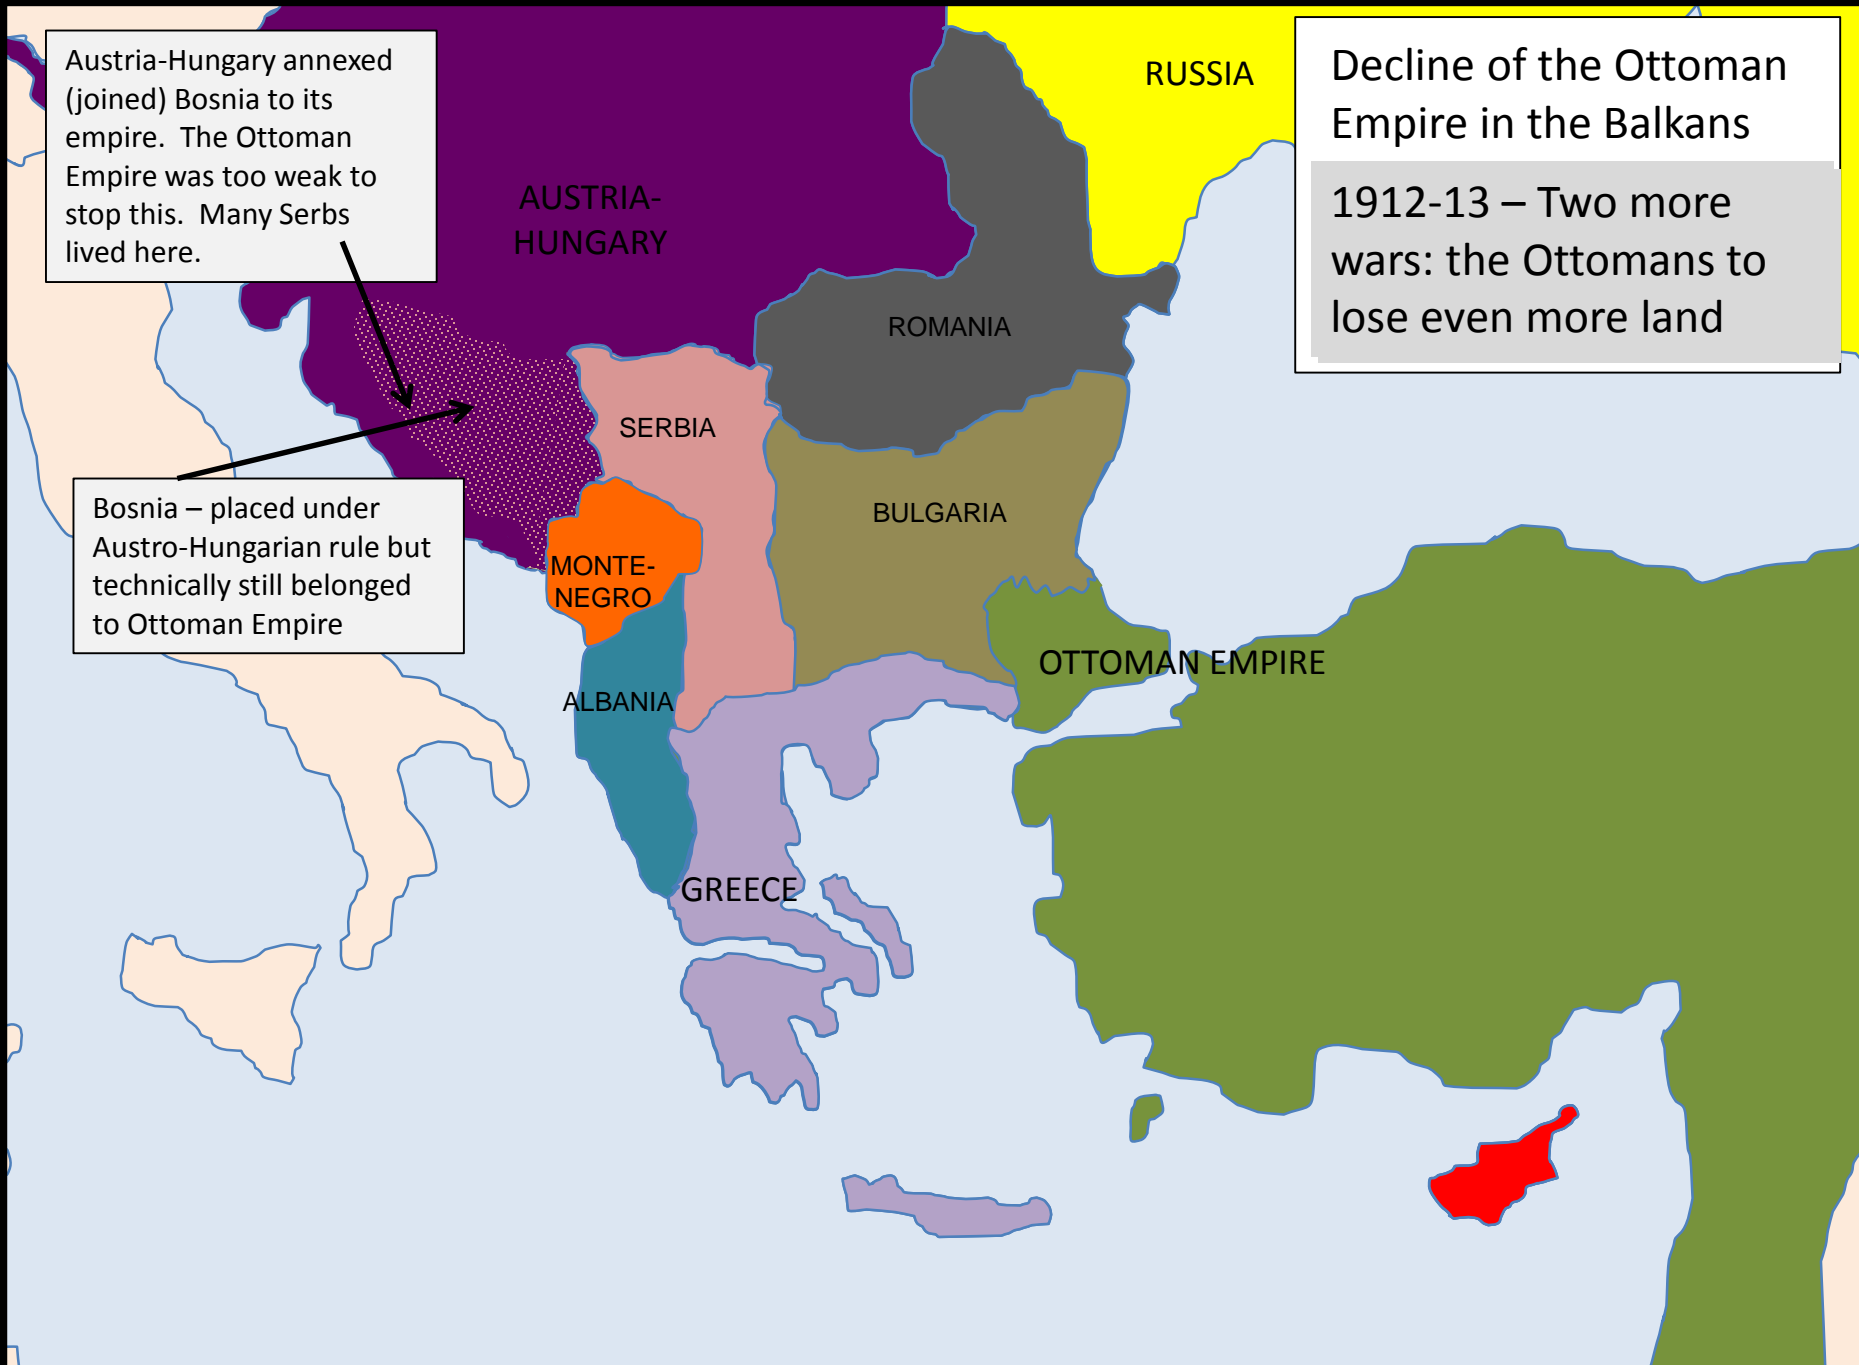 Austria-Hungary annexed
(joined) Bosnia to its
empire.  The Ottoman
Empire was too weak to
stop this.  Many Serbs
lived here.
RUSSIA
Decline of the Ottoman
Empire in the Balkans
1912-13 – Two more
wars: the Ottomans to
lose even more land
AUSTRIA-
HUNGARY
ROMANIA
SERBIA
BULGARIA
Bosnia – placed under
Austro-Hungarian rule but
technically still belonged
to Ottoman Empire
MONTE-
NEGRO
OTTOMAN EMPIRE
ALBANIA
GREECE